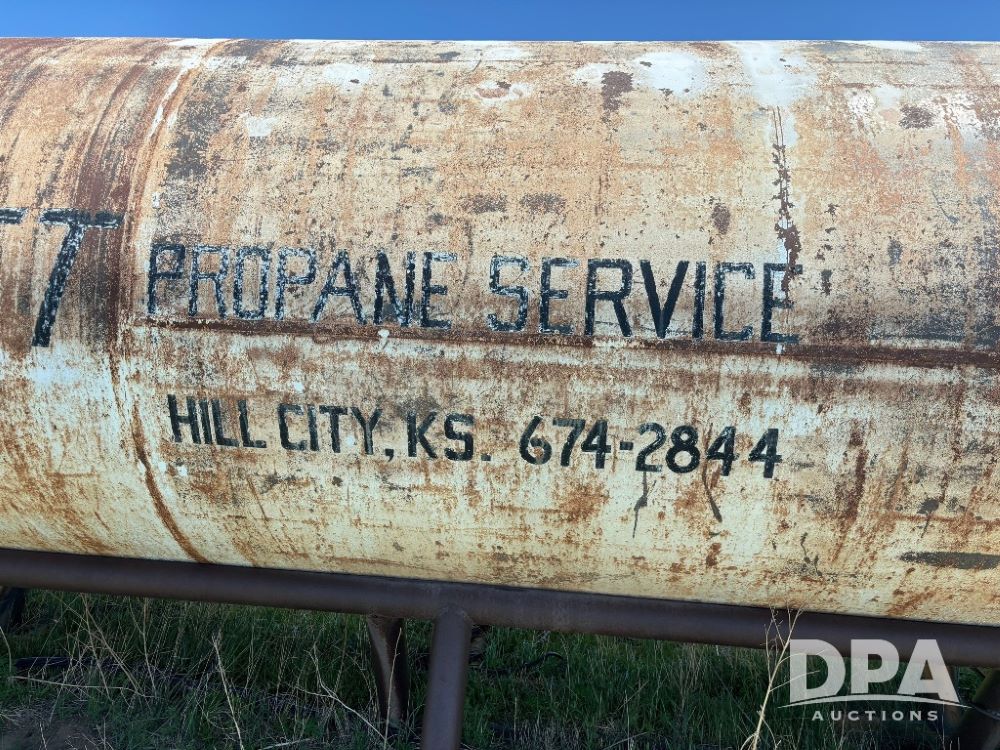 T PROPANE SERVICE
HILL CITY, KS. 674-2844
DPA
AUCTIONS